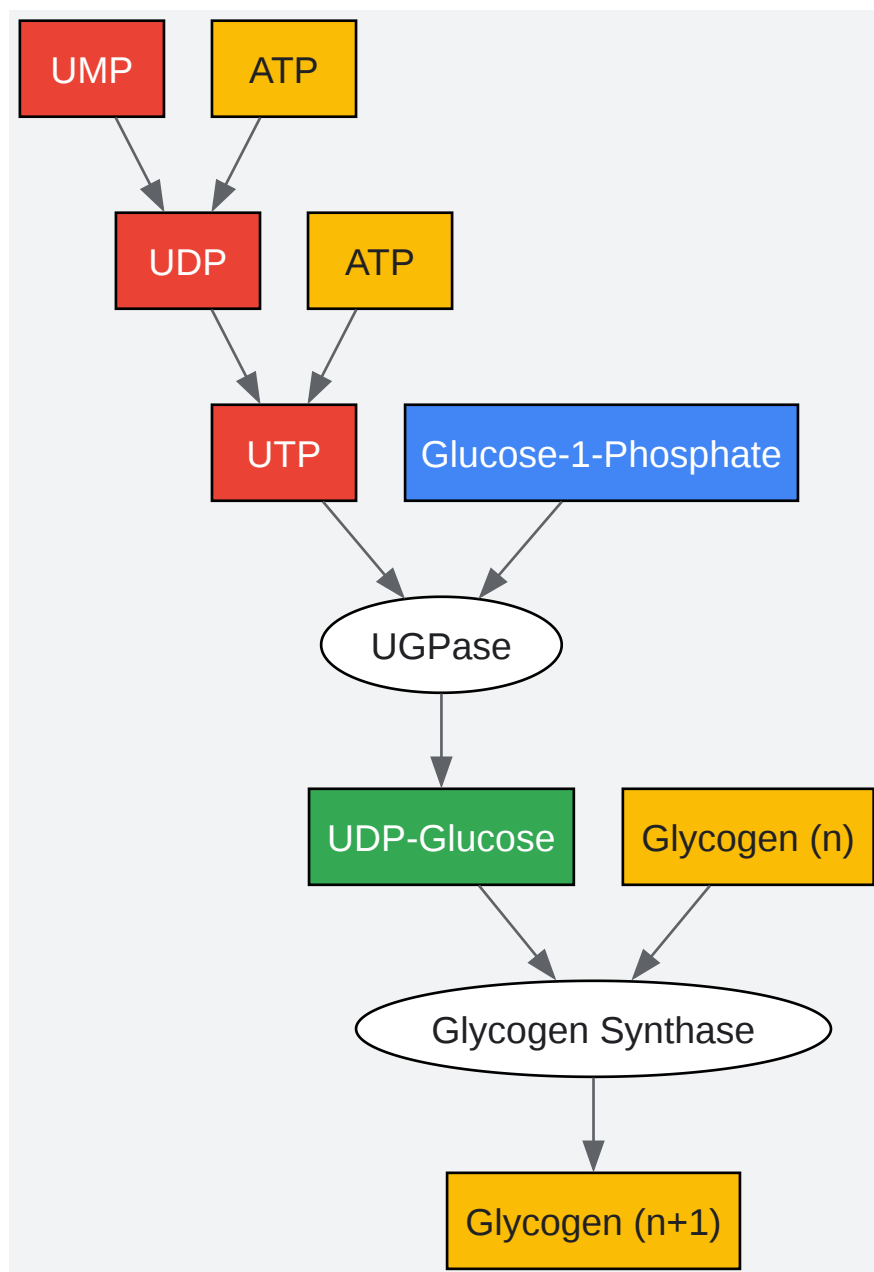 UMP
ATP
UDP
ATP
UTP
Glucose-1-Phosphate
UGPase
UDP-Glucose
Glycogen (n)
Glycogen Synthase
Glycogen (n+1)